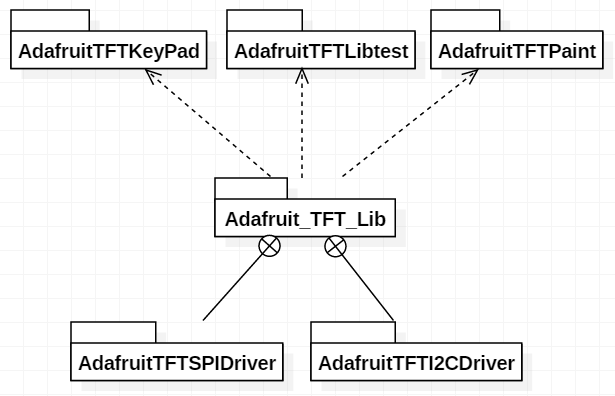 AdafruitTFTKeyPad
AdafruitTFTLibtest
AdafruitTFTPaint
Adafruit_TFT_Lib
AdafruitTFTSPIDriver
AdafruitTFTI2CDriver